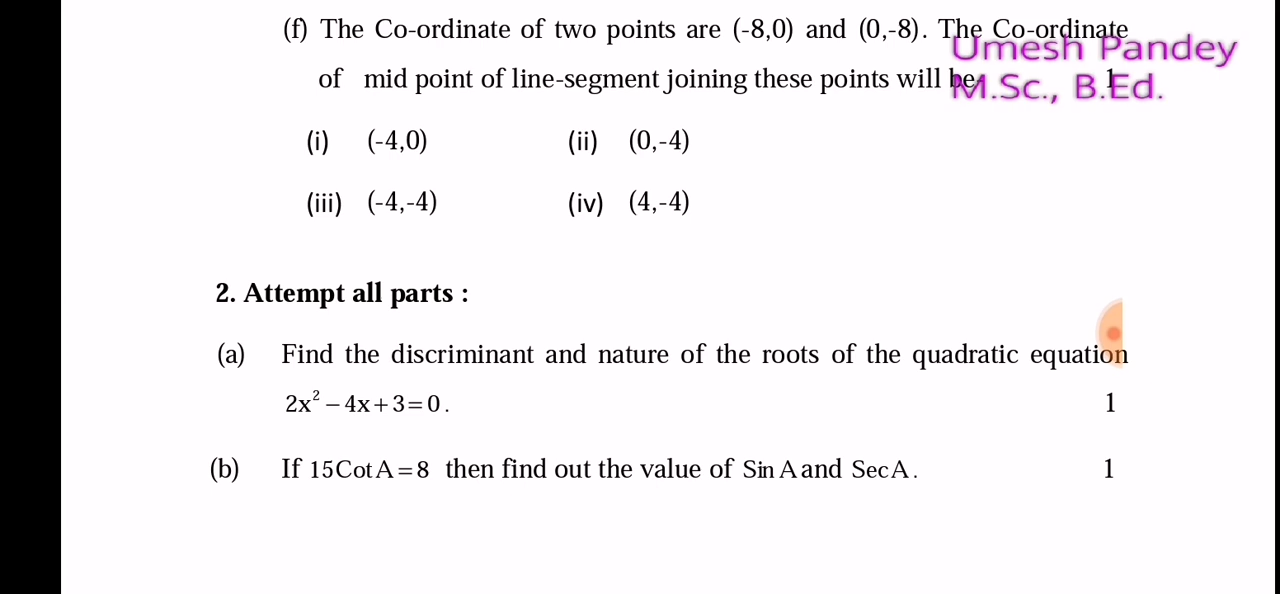 (f) The Co-ordinate of two points are (-8,0) and (0,-8). The Co-ordinate
Umesh Pandey
of mid point of line-segment joining these points will be. 1
M.Sc., B.Ed.
(i) (-4,0) (ii) (0,-4)
(iii) (-4,-4) (iv) (4,-4)
2. Attempt all parts :
(a) Find the discriminant and nature of the roots of the quadratic equation
2x² – 4x+3=0. 1
(b) If 15CotA=8 then find out the value of Sin A and SecA. 1